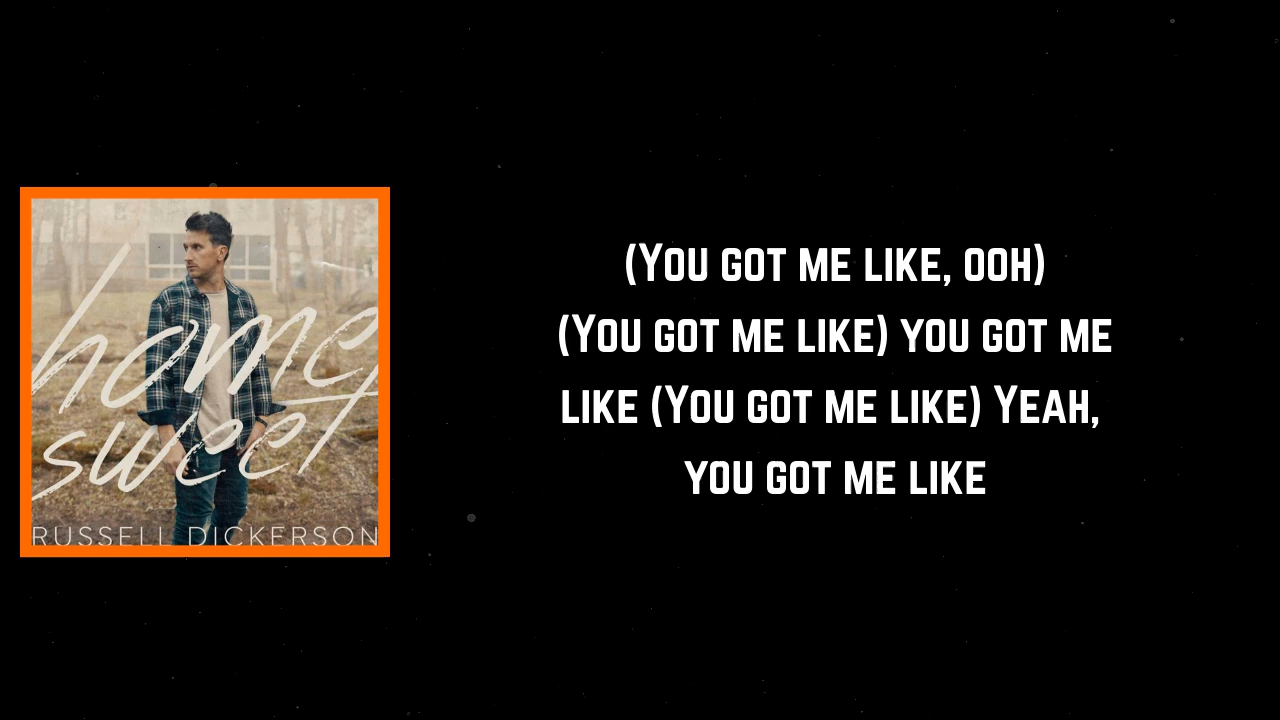 home
sweet
RUSSELL DICKERSON
(You got me like, ooh)
(You got me like) you got me
like (You got me like) Yeah,
you got me like